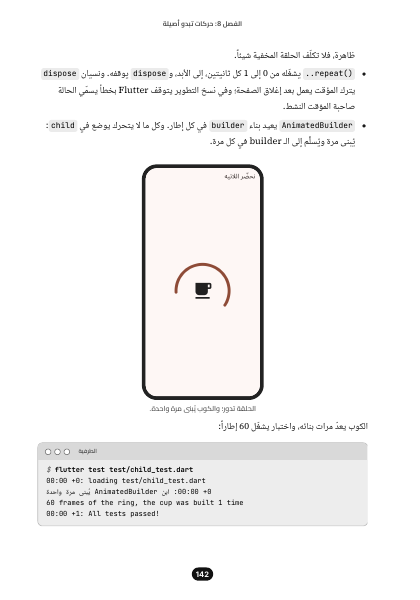 الفصل 8: حركات تبدو أصيلة
ظاهرة، فلا تكلّف الحلقة المخفية شيئاً.
• ..repeat() يشغّله من 0 إلى 1 كل ثانيتين، إلى الأبد، و dispose يوقفه. ونسيان dispose
يترك المؤقت يعمل بعد إغلاق الصفحة؛ وفي نسخ التطوير يتوقف Flutter بخطأ يسمّي الحالة
صاحبة المؤقت النشط.
• AnimatedBuilder يعيد بناء builder في كل إطار. وكل ما لا يتحرك يوضع في child :
يُبنى مرة ويُسلَّم إلى الـ builder في كل مرة.
نحضّر اللاتيه
الحلقة تدور؛ والكوب يُبنى مرة واحدة.
الكوب يعدّ مرات بنائه، واختبار يشغّل 60 إطاراً:
الطرفية
$ flutter test test/child_test.dart
00:00 +0: loading test/child_test.dart
00:00 +0: ابن AnimatedBuilder يُبنى مرة واحدة
60 frames of the ring, the cup was built 1 time
00:00 +1: All tests passed!
142